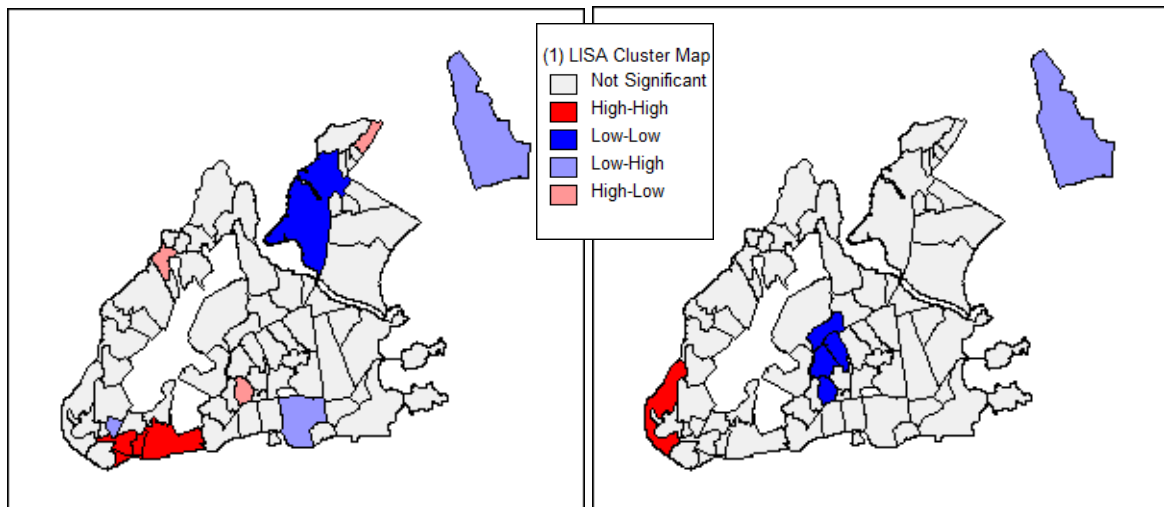 (1) LISA Cluster Map
Not Significant
High-High
Low-Low
Low-High
High-Low